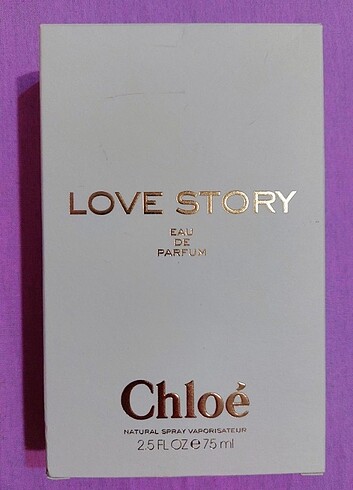 LOVE STORY
EAU
DE
PARFUM
Chloé
NATURAL SPRAY VAPORISATEUR
2.5 FL OZ ℮ 75 ml